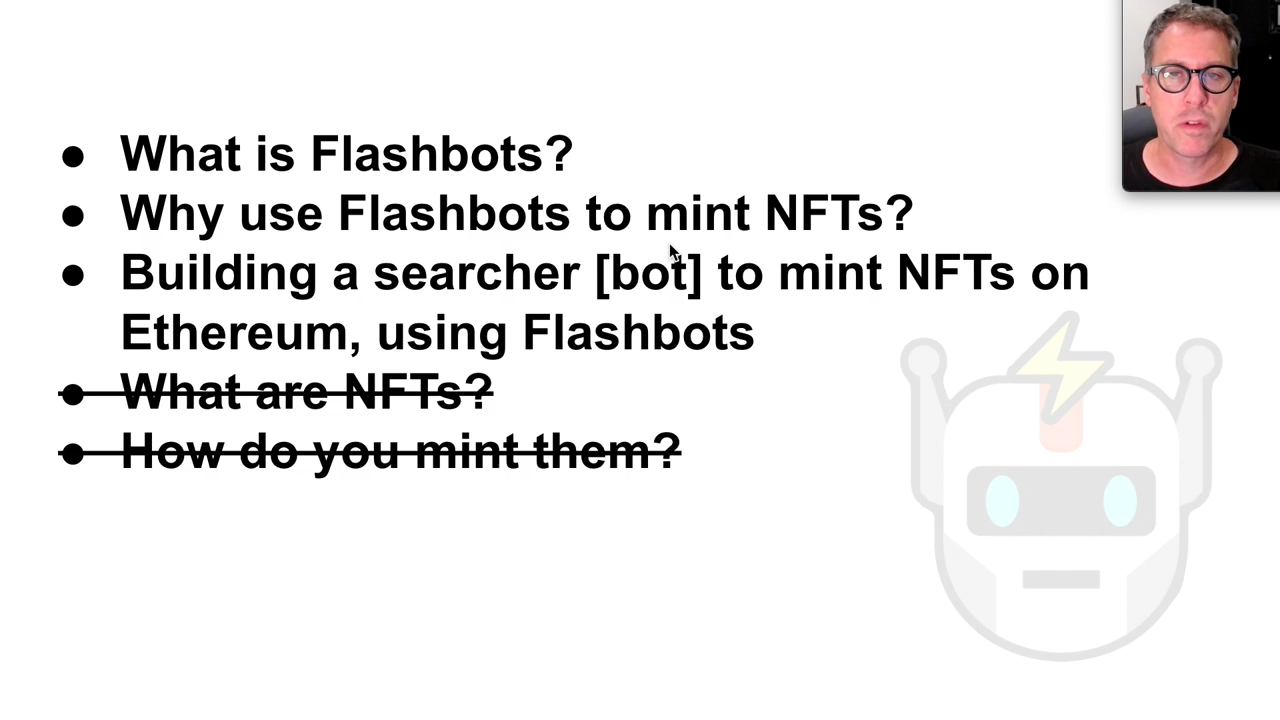 ● What is Flashbots?
● Why use Flashbots to mint NFTs?
● Building a searcher [bot] to mint NFTs on
Ethereum, using Flashbots
● What are NFTs?
● How do you mint them?